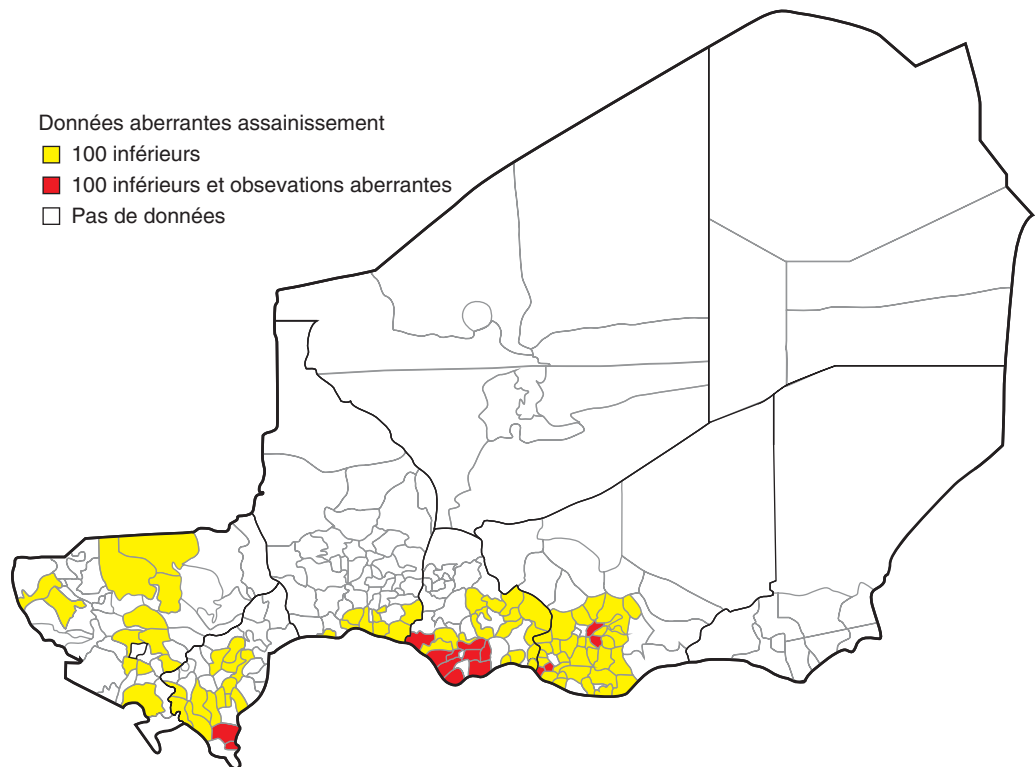 Données aberrantes assainissement
100 inférieurs
100 inférieurs et obsevations aberrantes
Pas de données